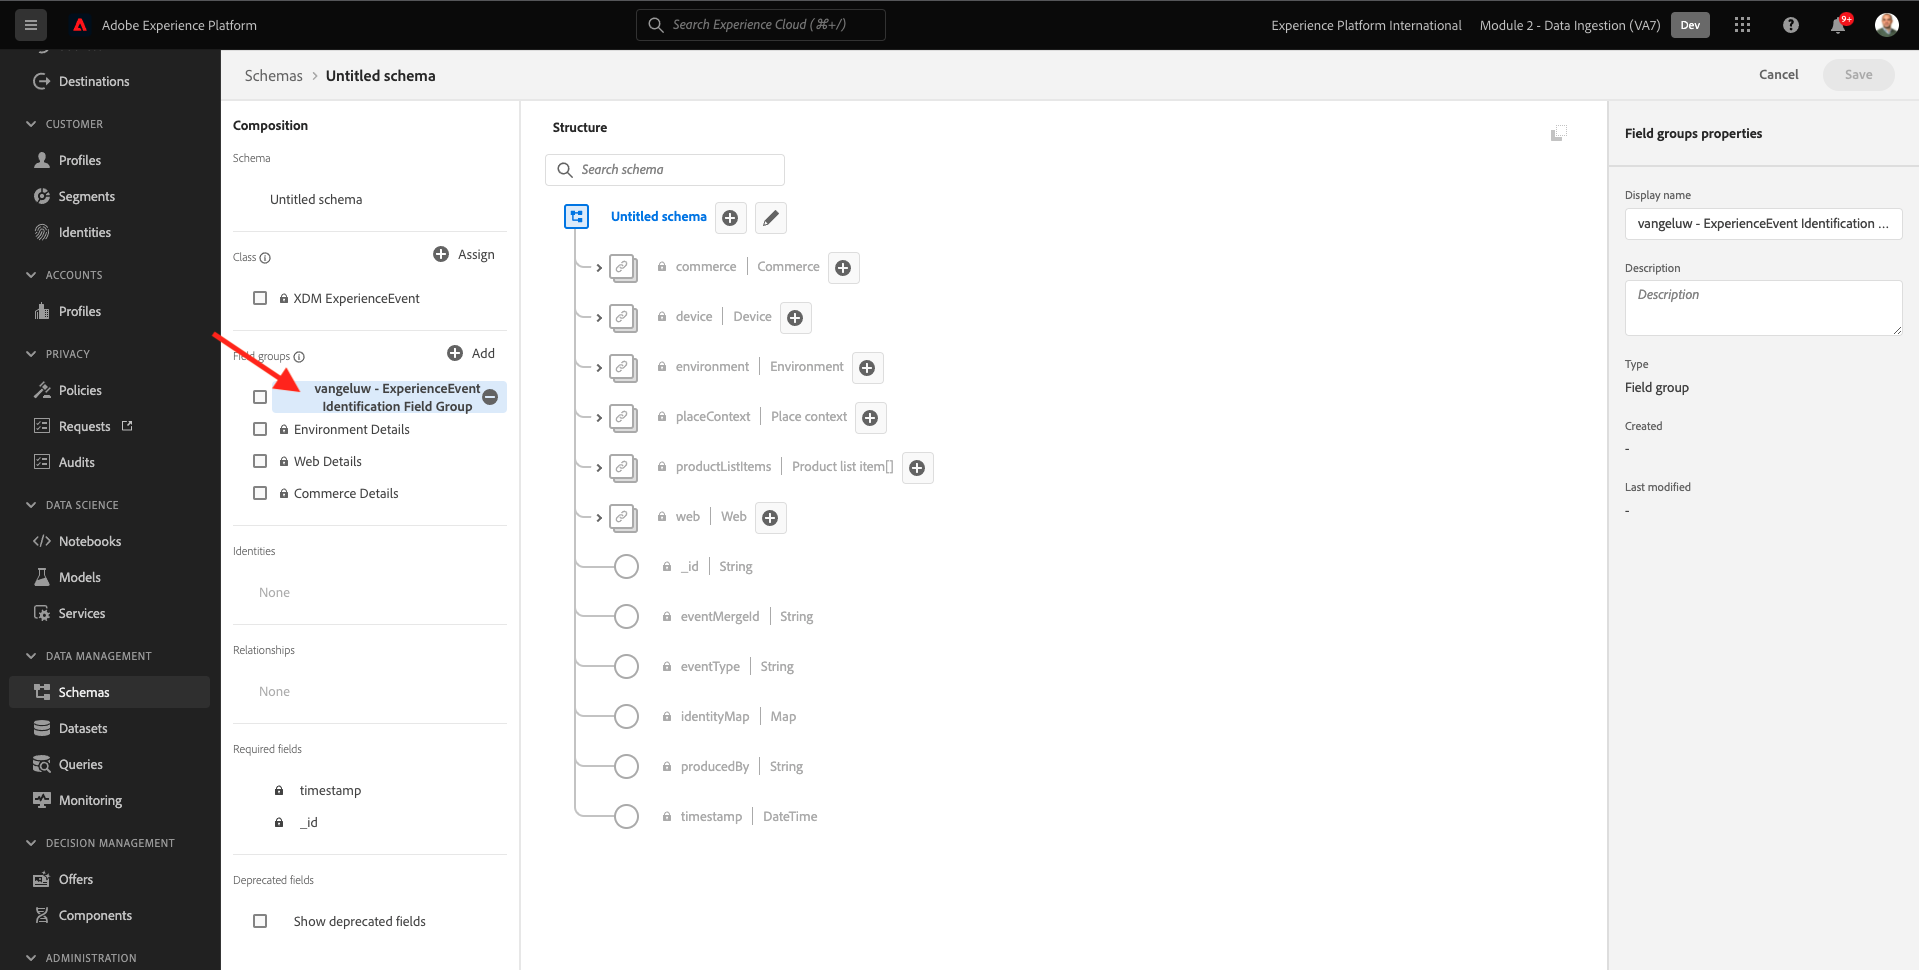 Adobe Experience Platform
Search Experience Cloud (⌘+/)
Experience Platform International
Module 2 - Data Ingestion (VA7)
Dev
9+
Destinations
CUSTOMER
Profiles
Segments
Identities
ACCOUNTS
Profiles
PRIVACY
Policies
Requests
Audits
DATA SCIENCE
Notebooks
Models
Services
DATA MANAGEMENT
Schemas
Datasets
Queries
Monitoring
DECISION MANAGEMENT
Offers
Components
ADMINISTRATION
Schemas > Untitled schema
Cancel
Save
Composition
Schema
Untitled schema
Class
Assign
XDM ExperienceEvent
Field groups
Add
vangeluw - ExperienceEvent
Identification Field Group
Environment Details
Web Details
Commerce Details
Identities
None
Relationships
None
Required fields
timestamp
_id
Deprecated fields
Show deprecated fields
Structure
Search schema
Untitled schema
commerce | Commerce
device | Device
environment | Environment
placeContext | Place context
productListItems | Product list item[]
web | Web
_id | String
eventMergeId | String
eventType | String
identityMap | Map
producedBy | String
timestamp | DateTime
Field groups properties
Display name
vangeluw - ExperienceEvent Identification ...
Description
Description
Type
Field group
Created
-
Last modified
-